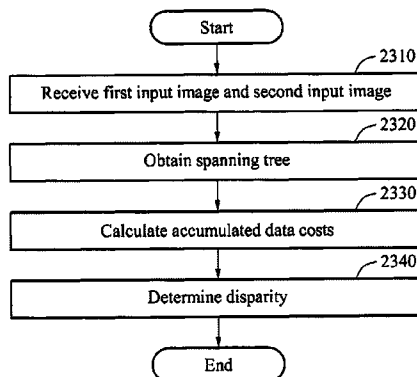 Start
2310
Receive first input image and second input image
2320
Obtain spanning tree
2330
Calculate accumulated data costs
2340
Determine disparity
End